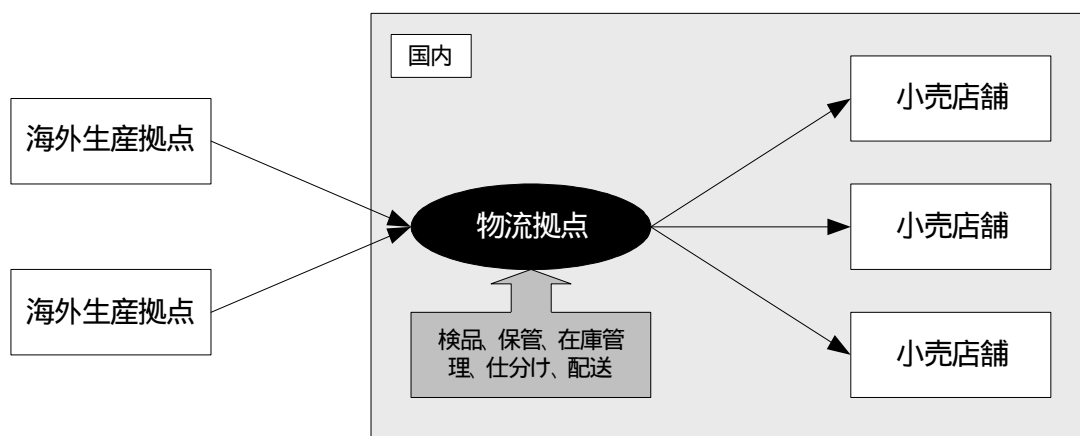 国内
海外生産拠点
海外生産拠点
物流拠点
検品、保管、在庫管
理、仕分け、配送
小売店舗
小売店舗
小売店舗